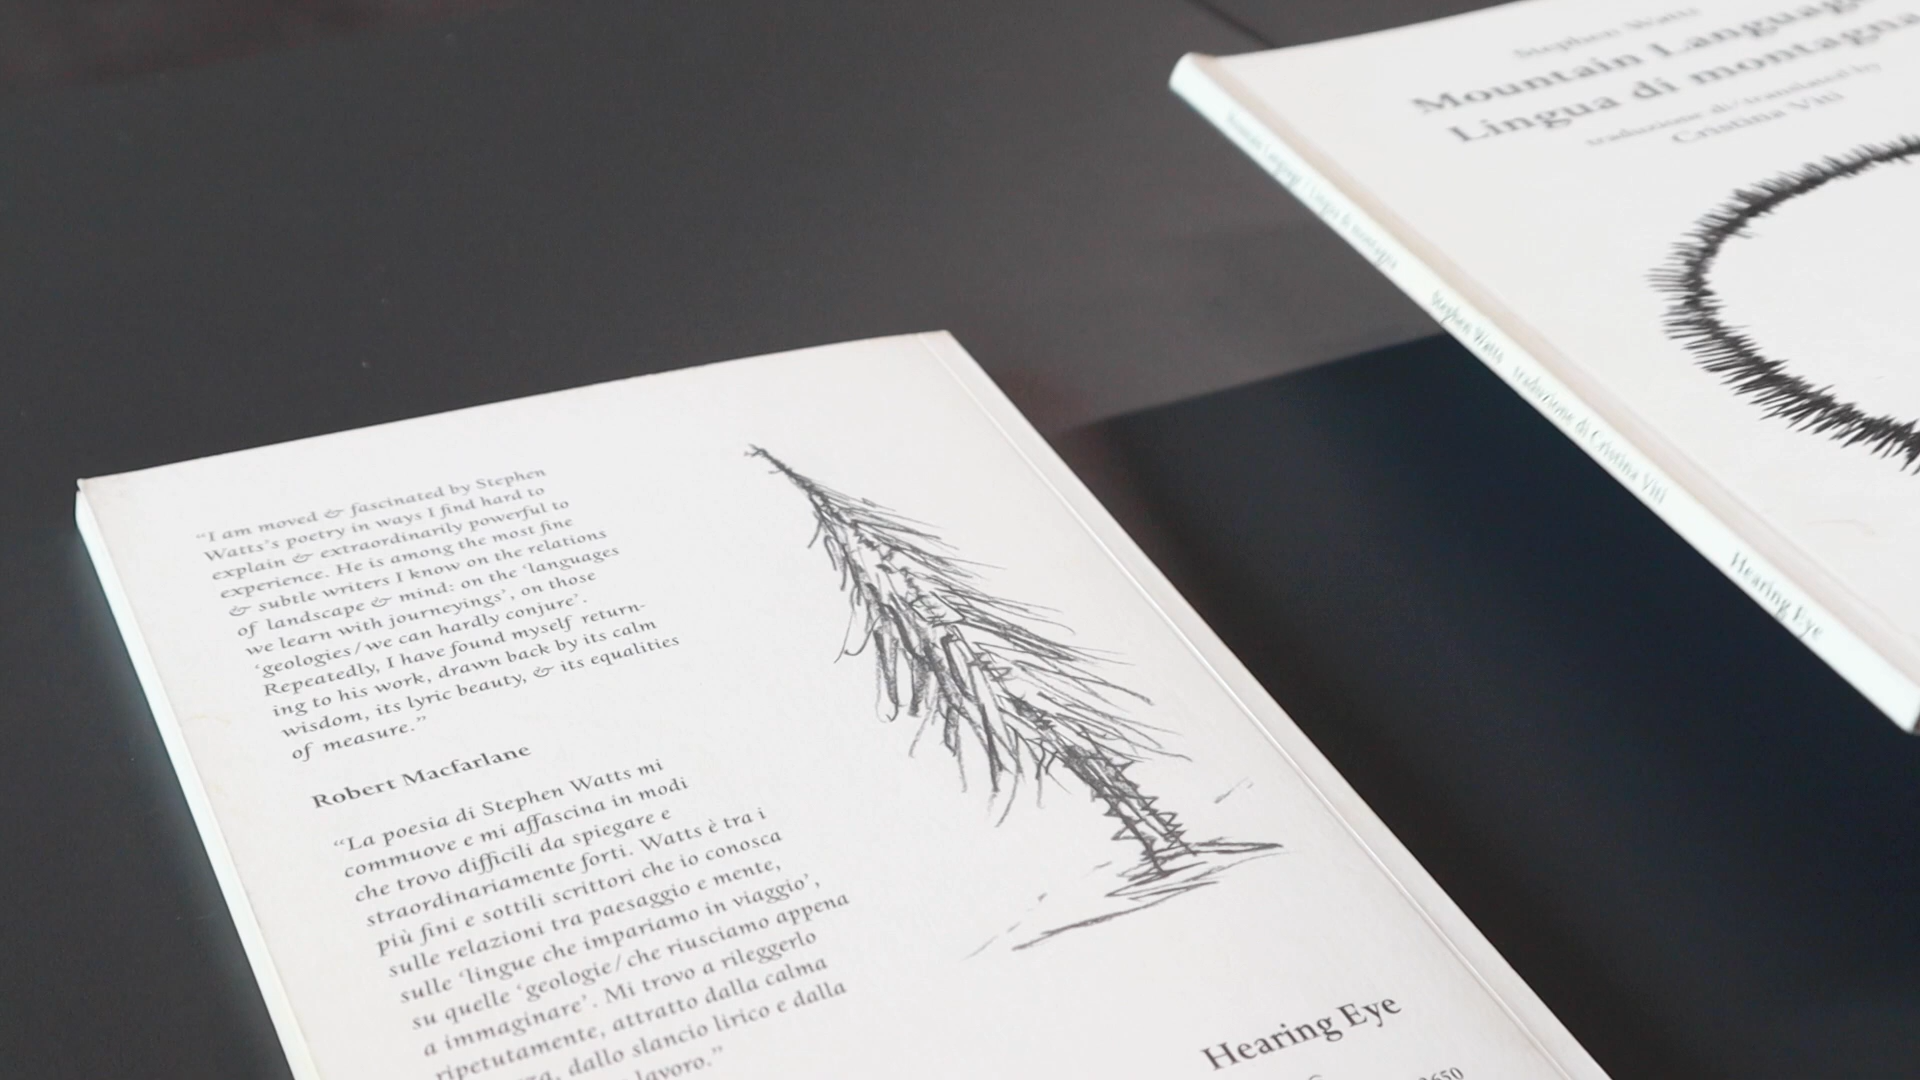 “I am moved & fascinated by Stephen
Watts’s poetry in ways I find hard to
explain & extraordinarily powerful to
experience. He is among the most fine
& subtle writers I know on the relations
of landscape & mind: on the ‘languages
we learn with journeyings’, on those
‘geologies/we can hardly conjure’.
Repeatedly, I have found myself return-
ing to his work, drawn back by its calm
wisdom, its lyric beauty, & its equalities
of measure.”
Robert Macfarlane
“La poesia di Stephen Watts mi
commuove e mi affascina in modi
che trovo difficili da spiegare e
straordinariamente forti. Watts è tra i
più fini e sottili scrittori che io conosca
sulle relazioni tra paesaggio e mente,
sulle ‘lingue che impariamo in viaggio’,
su quelle ‘geologie/che riusciamo appena
a immaginare’. Mi trovo a rileggerlo
ripetutamente, attratto dalla calma
dallo slancio lirico e dalla
lavoro.”
Hearing Eye
Stephen Watts
Mountain Language
Lingua di montagna
traduzione di/translated by
Cristina Viti
Mountain Language / Lingua di montagna Stephen Watts traduzione di Cristina Viti Hearing Eye